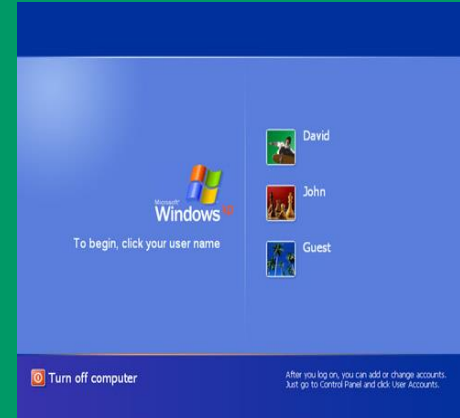 Microsoft®
Windows xp
To begin, click your user name
David
John
Guest
Turn off computer
After you log on, you can add or change accounts.
Just go to Control Panel and click User Accounts.